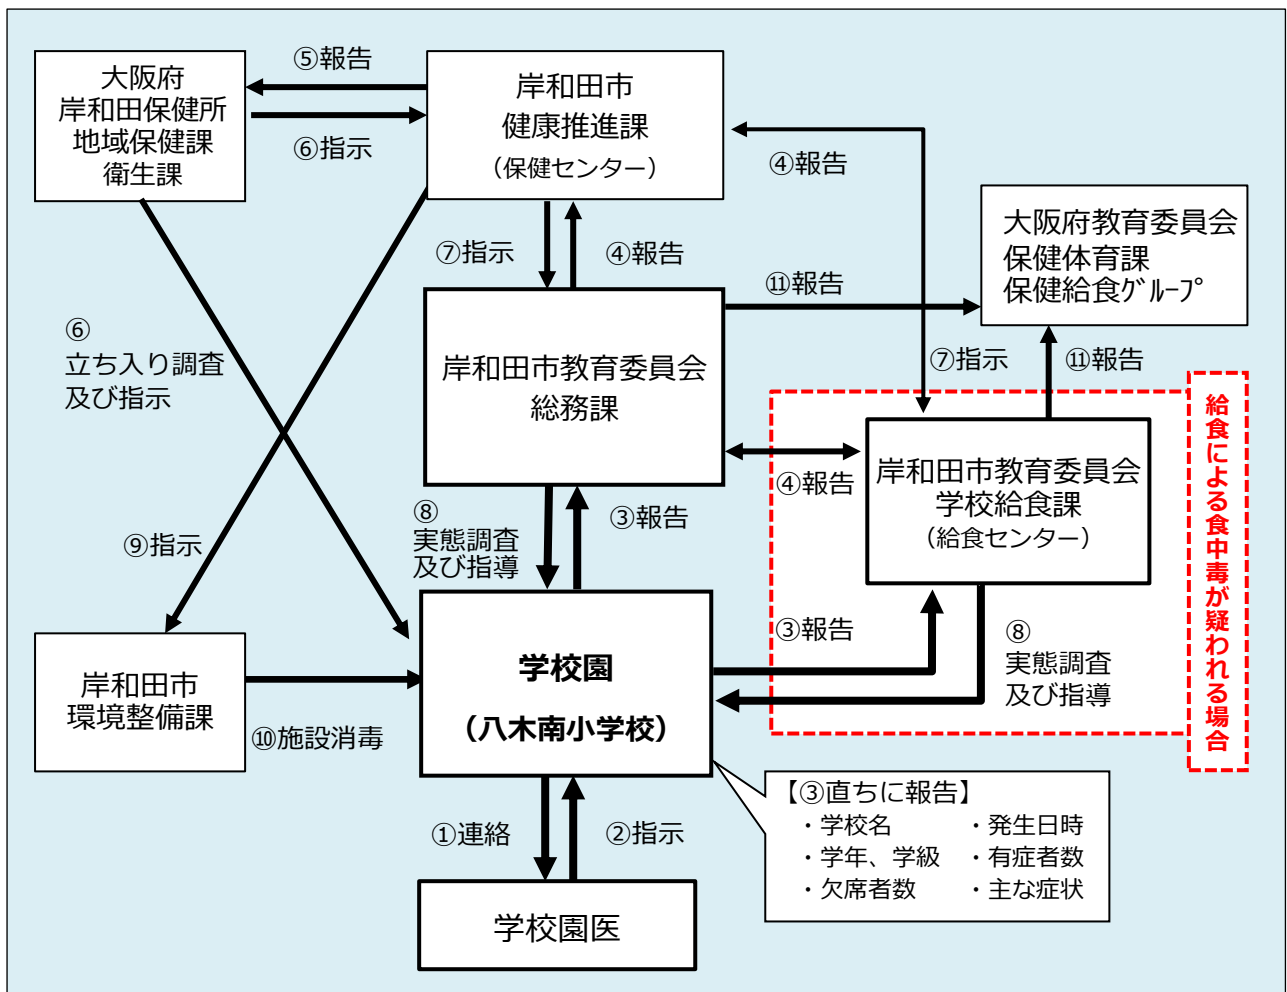 大阪府
岸和田保健所
地域保健課
衛生課
⑤報告
⑥指示
岸和田市
健康推進課
（保健センター）
④報告
大阪府教育委員会
保健体育課
保健給食ｸﾞﾙｰﾌﾟ
⑦指示
④報告
⑪報告
⑥
立ち入り調査
及び指示
岸和田市教育委員会
総務課
⑦指示
⑪報告
給食による食中毒が疑われる場合
岸和田市教育委員会
学校給食課
（給食センター）
④報告
⑨指示
⑧
実態調査
及び指導
③報告
③報告
⑧
実態調査
及び指導
岸和田市
環境整備課
⑩施設消毒
学校園
（八木南小学校）
【③直ちに報告】
・学校名　・発生日時
・学年、学級　・有症者数
・欠席者数　・主な症状
①連絡
②指示
学校園医